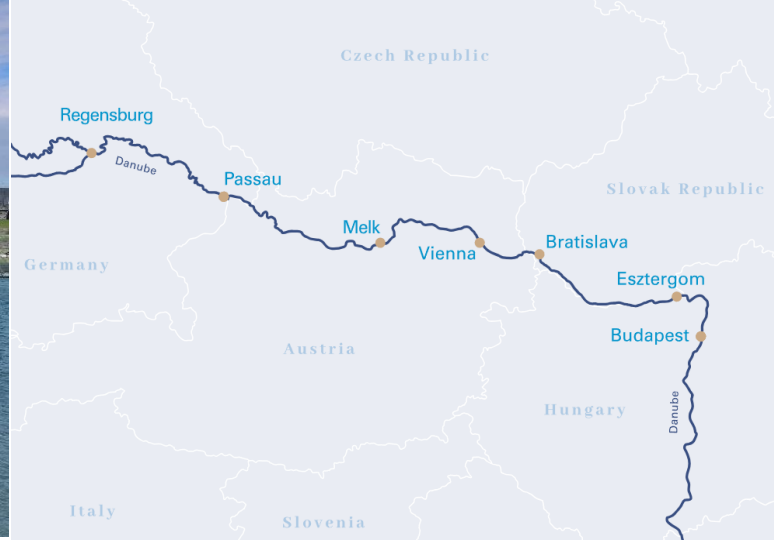 Czech Republic
Regensburg
Danube
Passau
Slovak Republic
Melk
Vienna
Bratislava
Germany
Esztergom
Budapest
Austria
Danube
Hungary
Italy
Slovenia